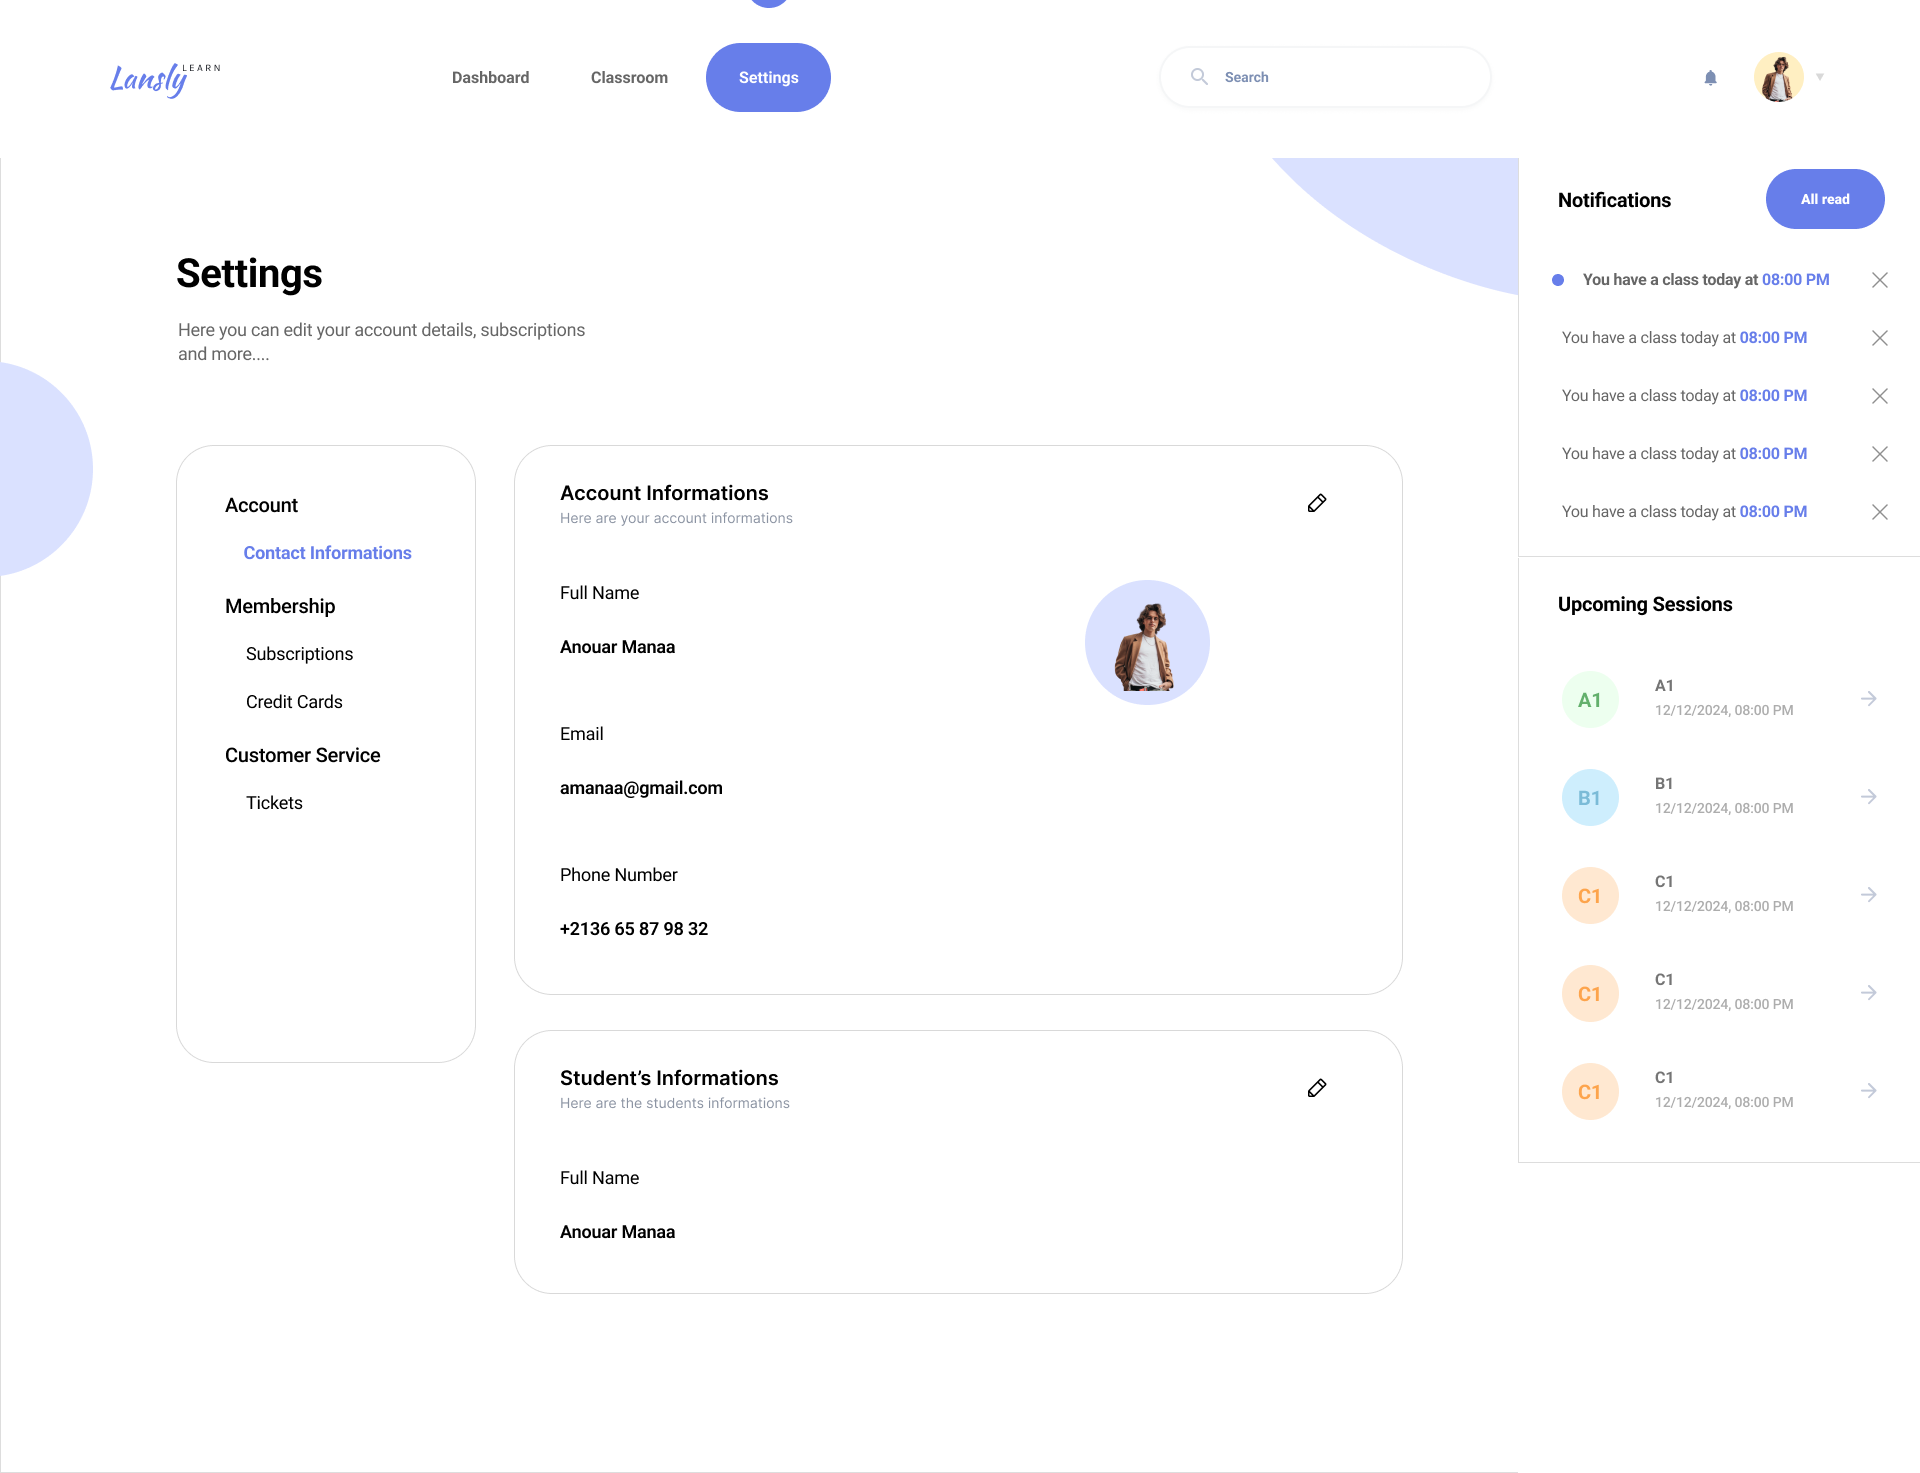 Lansly LEARN
Dashboard
Classroom
Settings
Search
Settings
Here you can edit your account details, subscriptions
and more....
Account
Contact Informations
Membership
Subscriptions
Credit Cards
Customer Service
Tickets
Account Informations
Here are your account informations
Full Name
Anouar Manaa
Email
amanaa@gmail.com
Phone Number
+2136 65 87 98 32
Student’s Informations
Here are the students informations
Full Name
Anouar Manaa
Notifications
All read
You have a class today at 08:00 PM
You have a class today at 08:00 PM
You have a class today at 08:00 PM
You have a class today at 08:00 PM
You have a class today at 08:00 PM
Upcoming Sessions
A1
A1
12/12/2024, 08:00 PM
B1
B1
12/12/2024, 08:00 PM
C1
C1
12/12/2024, 08:00 PM
C1
C1
12/12/2024, 08:00 PM
C1
C1
12/12/2024, 08:00 PM